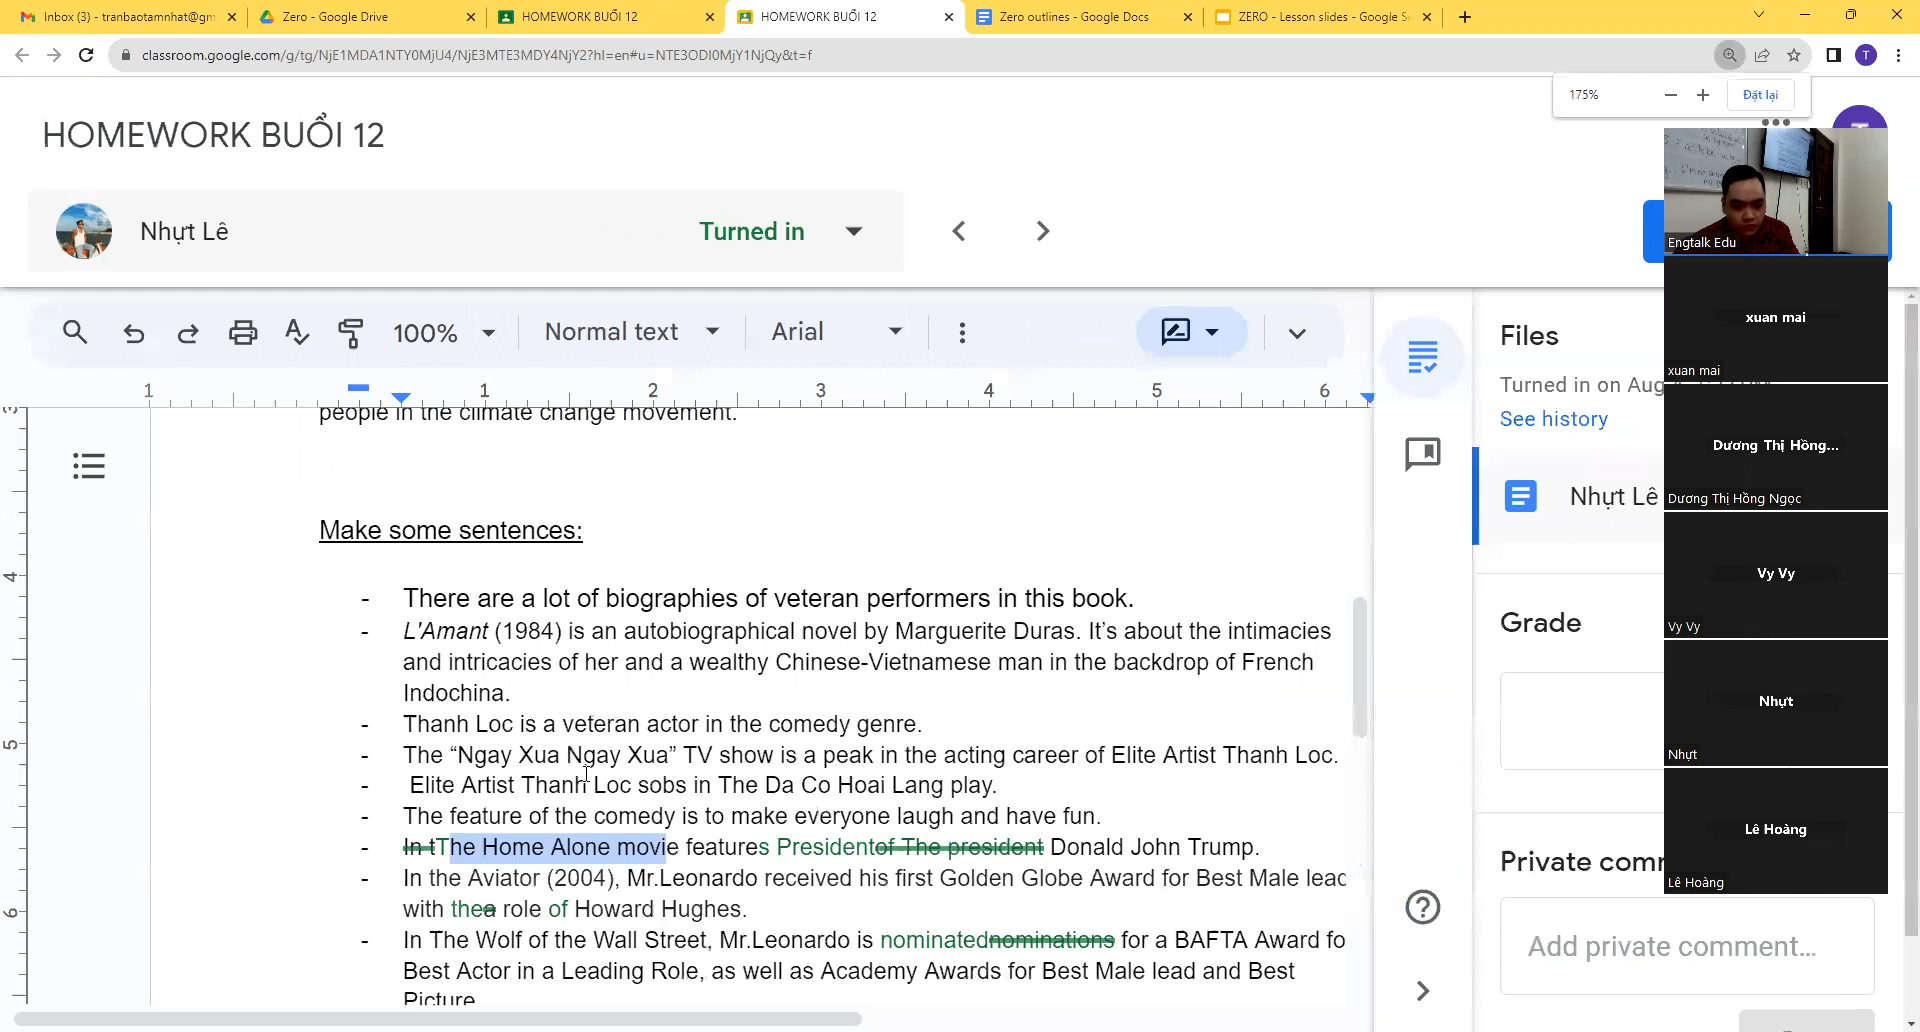 Inbox (3) - tranbaotamnhat@gm
Zero - Google Drive
HOMEWORK BUỔI 12
HOMEWORK BUỔI 12
Zero outlines - Google Docs
ZERO - Lesson slides - Google S
classroom.google.com/g/tg/NjE1MDA1NTY0MjU4/NjE3MTE3MDY4NjY2?hl=en#u=NTE3ODI0MjY1NjQy&t=f
T
175%
Đặt lại
HOMEWORK BUỔI 12
Nhựt Lê
Turned in
100%
Normal text
Arial
1 1 2 3 4 5 6
people in the climate change movement.
Make some sentences:
- There are a lot of biographies of veteran performers in this book.
- L'Amant (1984) is an autobiographical novel by Marguerite Duras. It's about the intimacies
and intricacies of her and a wealthy Chinese-Vietnamese man in the backdrop of French
Indochina.
- Thanh Loc is a veteran actor in the comedy genre.
- The “Ngay Xua Ngay Xua” TV show is a peak in the acting career of Elite Artist Thanh Loc.
- Elite Artist Thanh Loc sobs in The Da Co Hoai Lang play.
- The feature of the comedy is to make everyone laugh and have fun.
- In tThe Home Alone movie features Presidentof The president Donald John Trump.
- In the Aviator (2004), Mr.Leonardo received his first Golden Globe Award for Best Male lead
with thea role of Howard Hughes.
- In The Wolf of the Wall Street, Mr.Leonardo is nominatednominations for a BAFTA Award fo
Best Actor in a Leading Role, as well as Academy Awards for Best Male lead and Best
Picture
4
5
6
Files
Turned in on Aug
See history
Nhựt Lê
Grade
Private comm
Add private comment...
Engtalk Edu
xuan mai
xuan mai
Dương Thị Hồng...
Dương Thị Hồng Ngọc
Vy Vy
Vy Vy
Nhựt
Nhựt
Lê Hoàng
Lê Hoàng